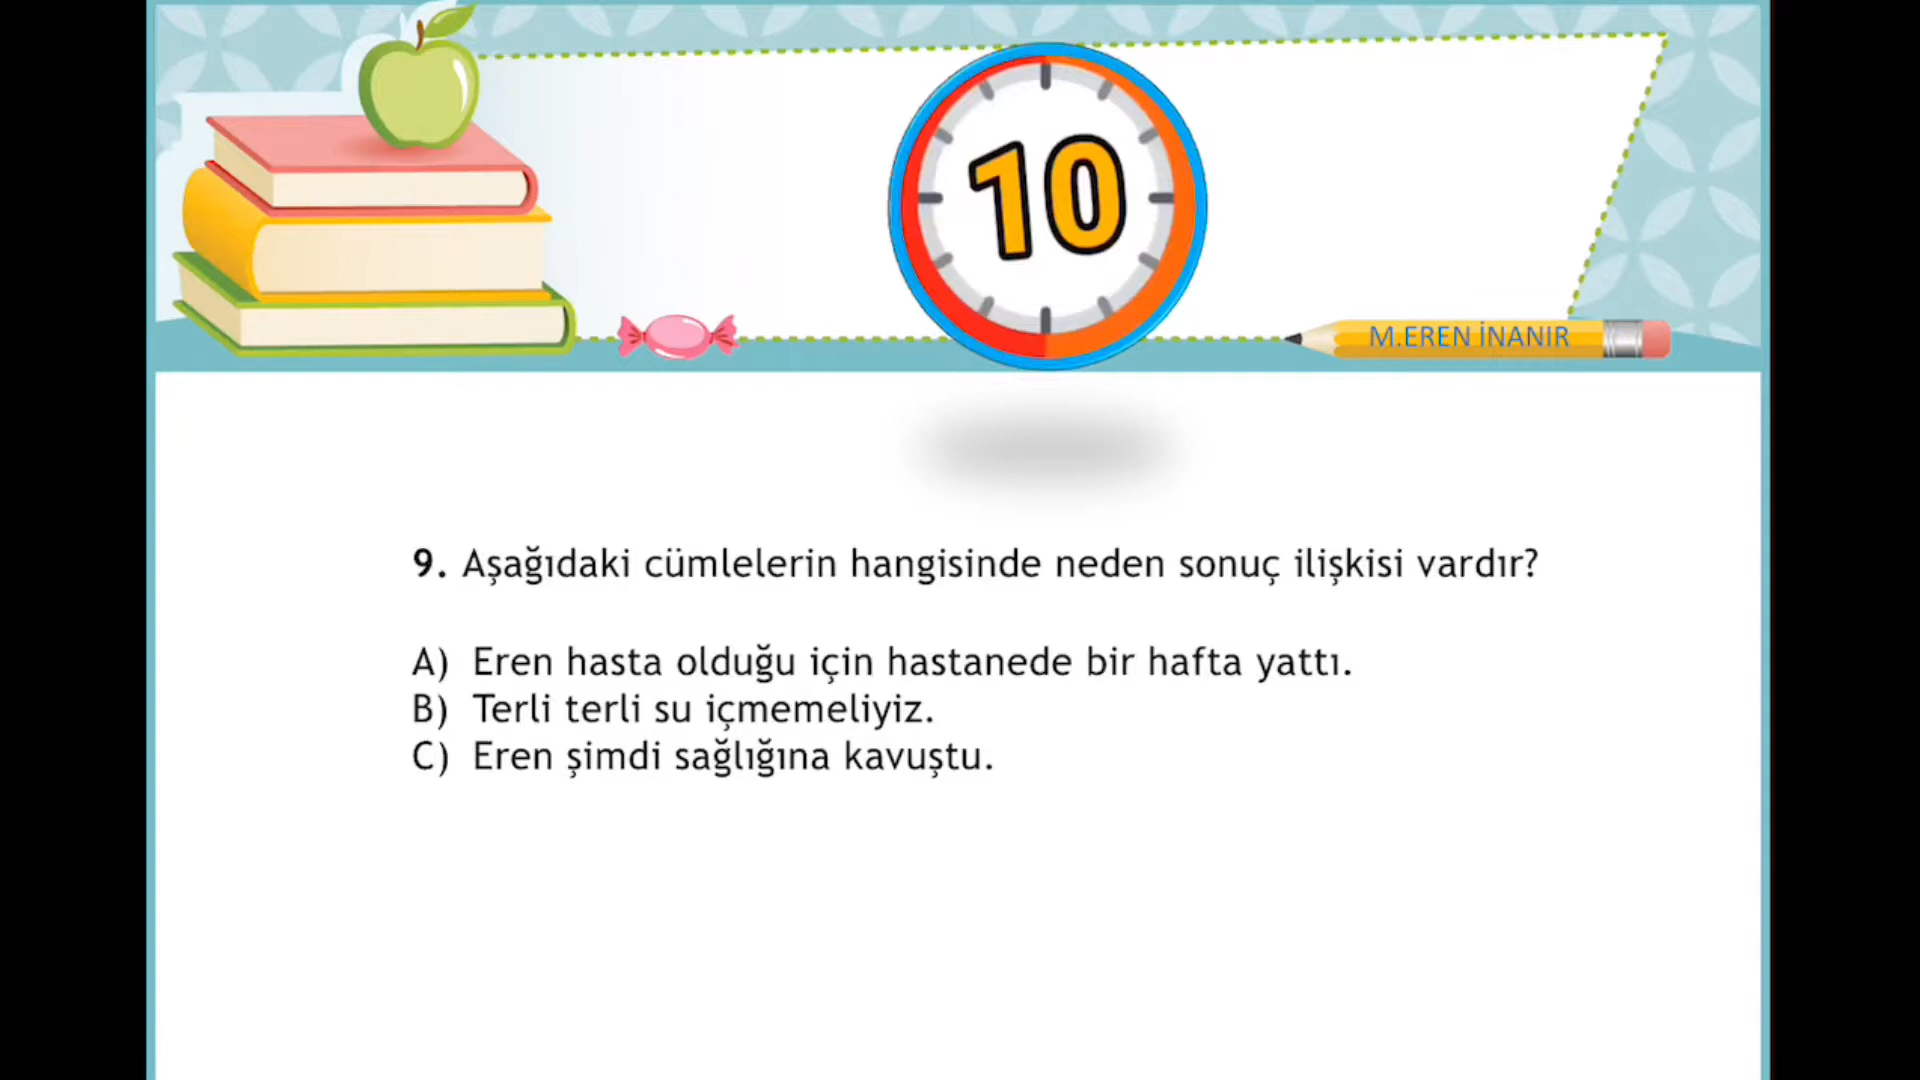 10
M.EREN İNANIR
9. Aşağıdaki cümlelerin hangisinde neden sonuç ilişkisi vardır?
A) Eren hasta olduğu için hastanede bir hafta yattı.
B) Terli terli su içmemeliyiz.
C) Eren şimdi sağlığına kavuştu.